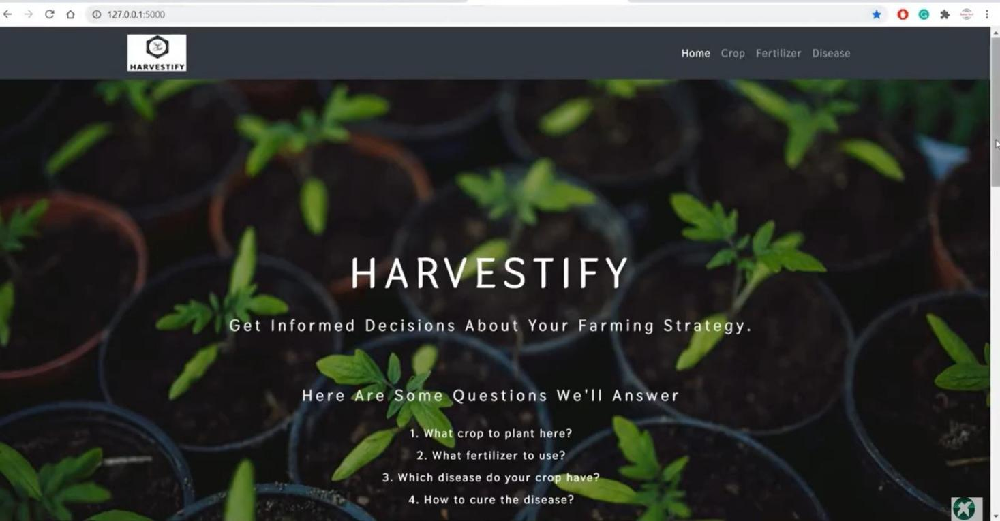 127.0.0.1:5000
HARVESTIFY
Home Crop Fertilizer Disease
HARVESTIFY
Get Informed Decisions About Your Farming Strategy.
Here Are Some Questions We'll Answer
1. What crop to plant here?
2. What fertilizer to use?
3. Which disease do your crop have?
4. How to cure the disease?